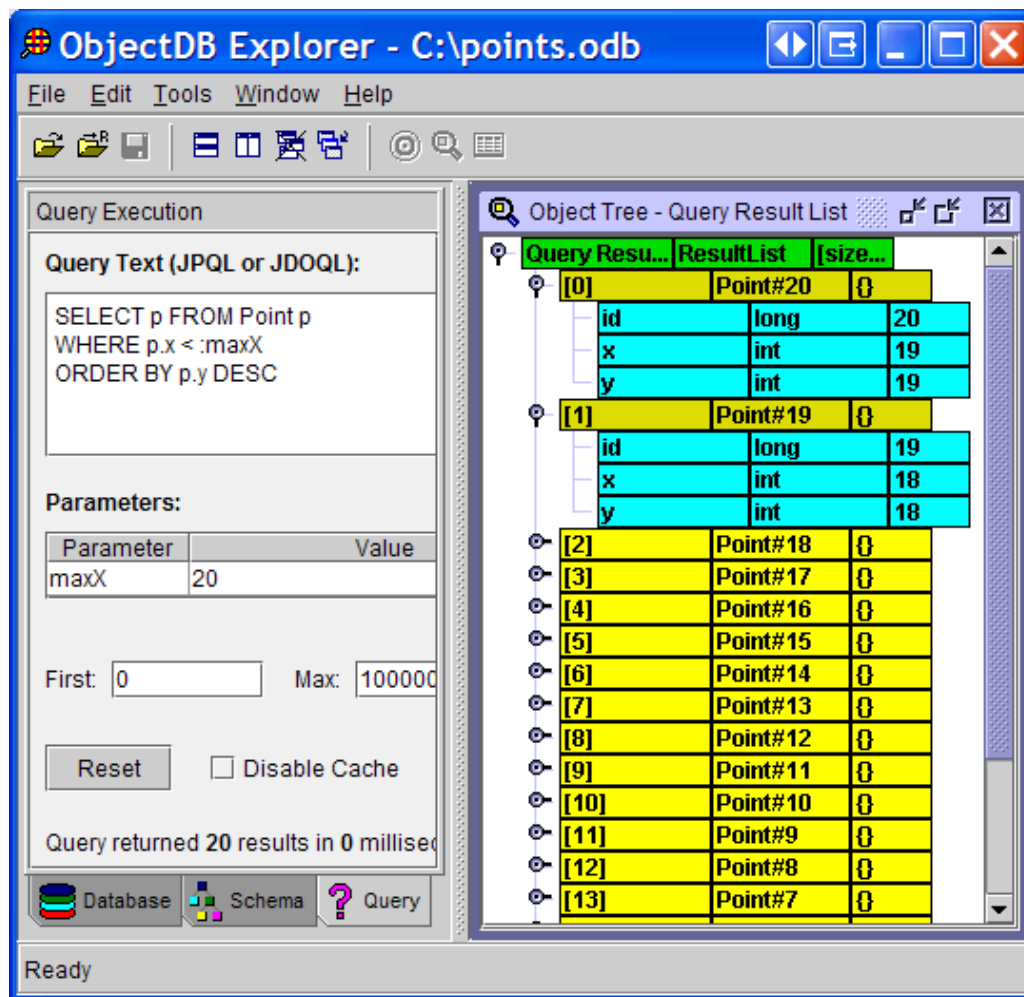 ObjectDB Explorer - C:\points.odb
File Edit Tools Window Help
Query Execution
Query Text (JPQL or JDOQL):
SELECT p FROM Point p
WHERE p.x < :maxX
ORDER BY p.y DESC
Parameters:
Parameter Value
maxX 20
First: 0 Max: 100000
Reset Disable Cache
Query returned 20 results in 0 millisec
Database Schema Query
Object Tree - Query Result List
Query Resu... ResultList [size...
[0] Point#20 {}
id long 20
x int 19
y int 19
[1] Point#19 {}
id long 19
x int 18
y int 18
[2] Point#18 {}
[3] Point#17 {}
[4] Point#16 {}
[5] Point#15 {}
[6] Point#14 {}
[7] Point#13 {}
[8] Point#12 {}
[9] Point#11 {}
[10] Point#10 {}
[11] Point#9 {}
[12] Point#8 {}
[13] Point#7 {}
Ready